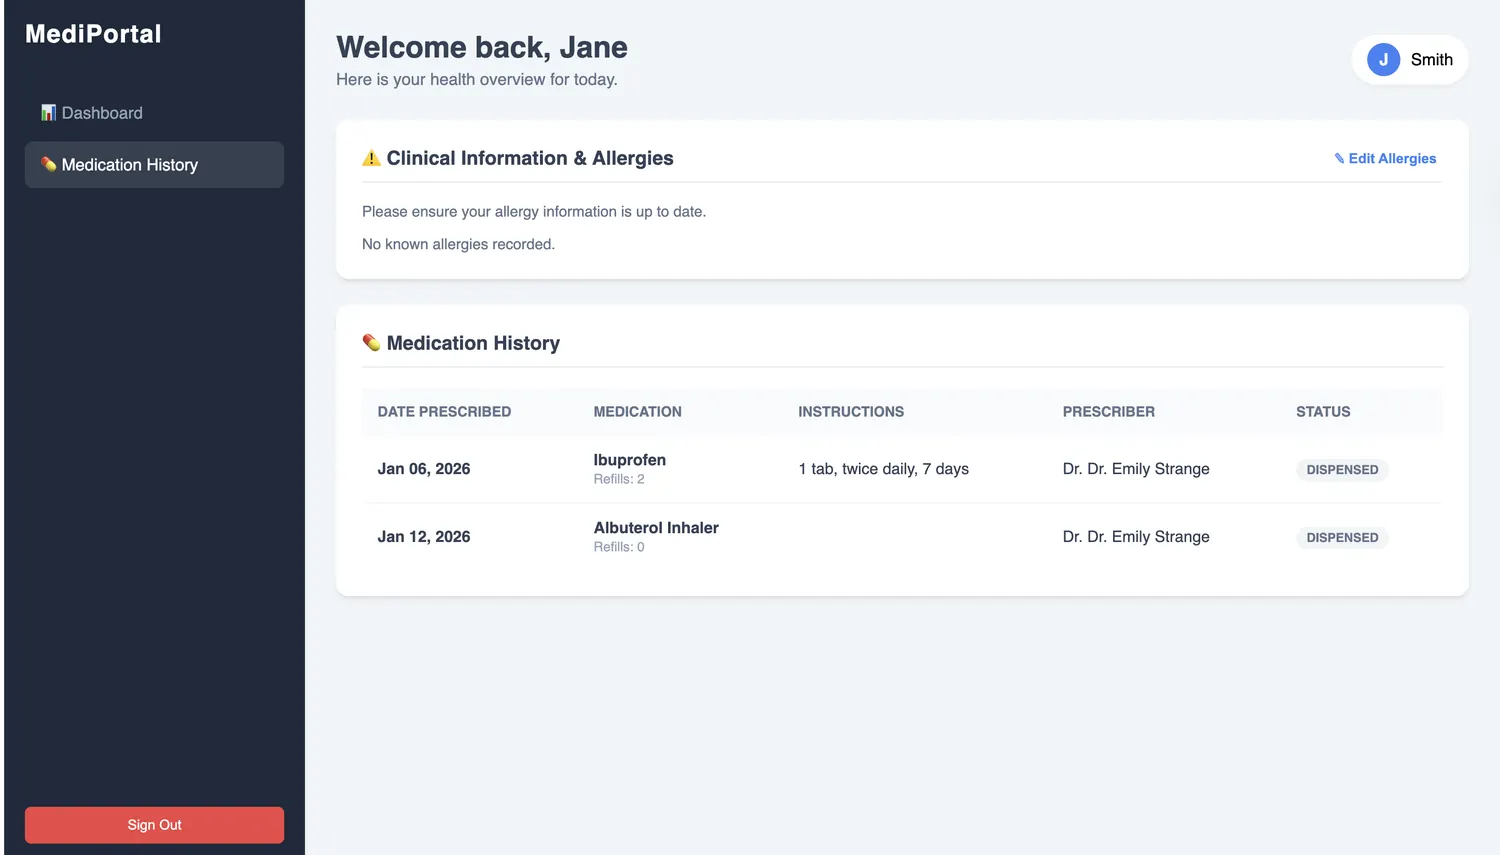 MediPortal
Dashboard
Medication History
Sign Out
Welcome back, Jane
Here is your health overview for today.
J Smith
Clinical Information & Allergies
Edit Allergies
Please ensure your allergy information is up to date.
No known allergies recorded.
Medication History
DATE PRESCRIBED MEDICATION INSTRUCTIONS PRESCRIBER STATUS
Jan 06, 2026 Ibuprofen 1 tab, twice daily, 7 days Dr. Dr. Emily Strange DISPENSED
Refills: 2
Jan 12, 2026 Albuterol Inhaler Dr. Dr. Emily Strange DISPENSED
Refills: 0